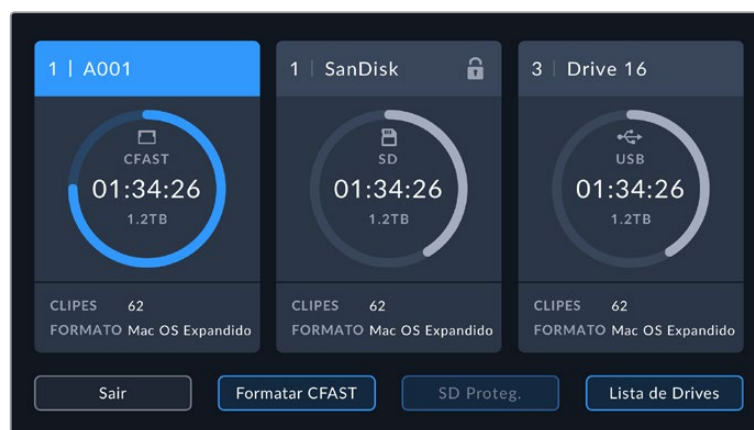 1 | A001
CFAST
01:34:26
1.2TB
CLIPES 62
FORMATO Mac OS Expandido
1 | SanDisk
SD
01:34:26
1.2TB
CLIPES 62
FORMATO Mac OS Expandido
3 | Drive 16
USB
01:34:26
1.2TB
CLIPES 62
FORMATO Mac OS Expandido
Sair
Formatar CFAST
SD Proteg.
Lista de Drives